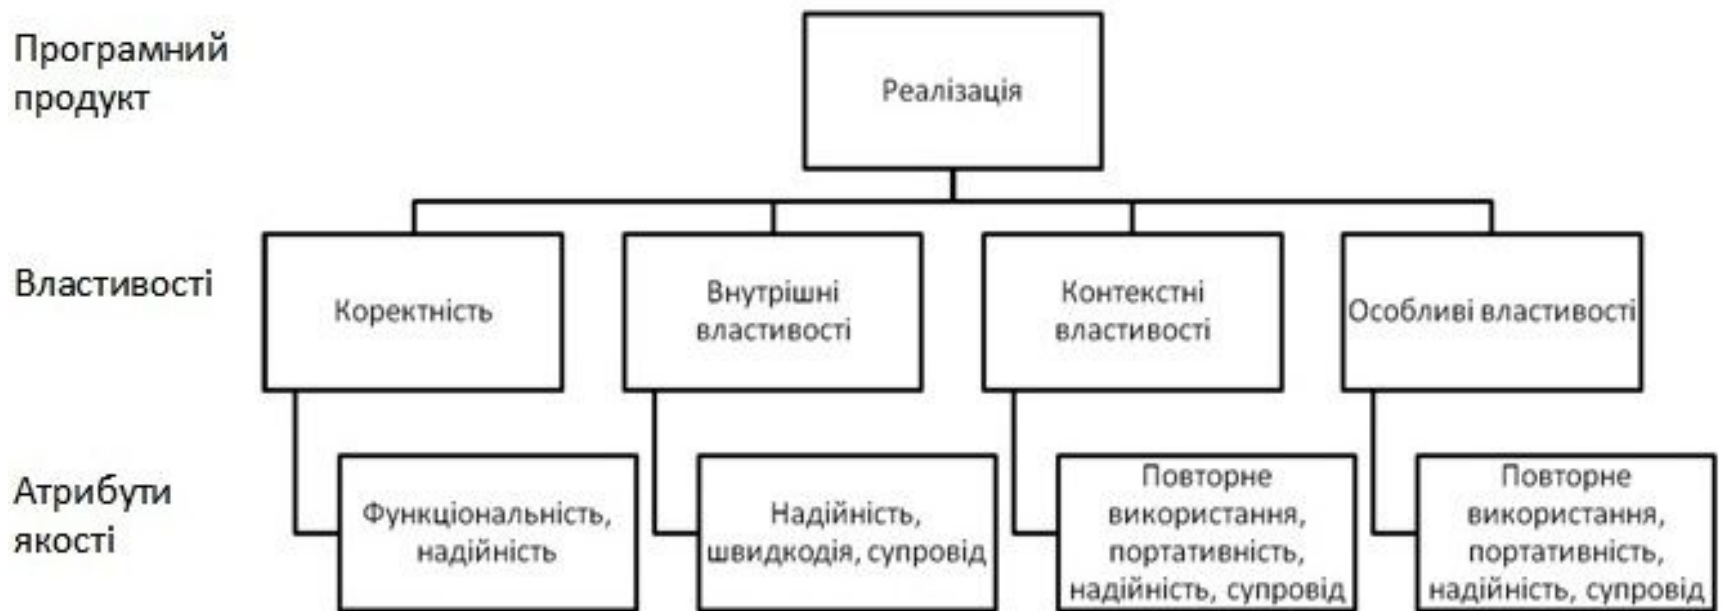 Програмний
продукт
Реалізація
Властивості
Коректність
Внутрішні
властивості
Контекстні
властивості
Особливі властивості
Атрибути
якості
Функціональність,
надійність
Надійність,
швидкодія, супровід
Повторне
використання,
портативність,
надійність, супровід
Повторне
використання,
портативність,
надійність, супровід